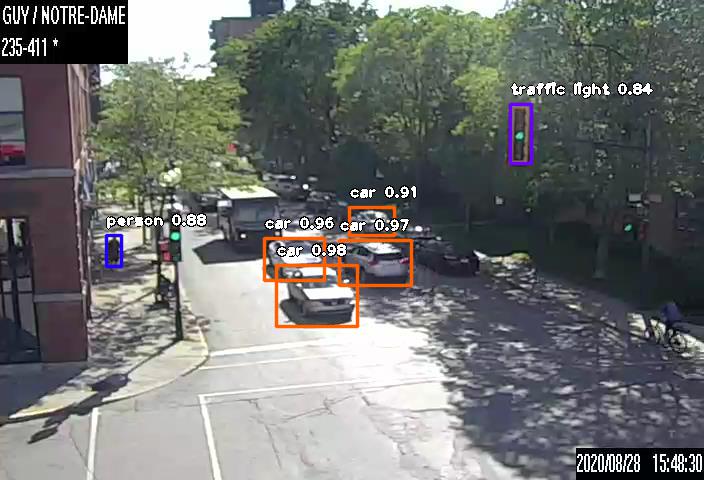 GUY / NOTRE-DAME
235-411 *
traffic light 0.84
car 0.91
person 0.88
car 0.96
car 0.97
car 0.98
2020/08/28 15:48:30